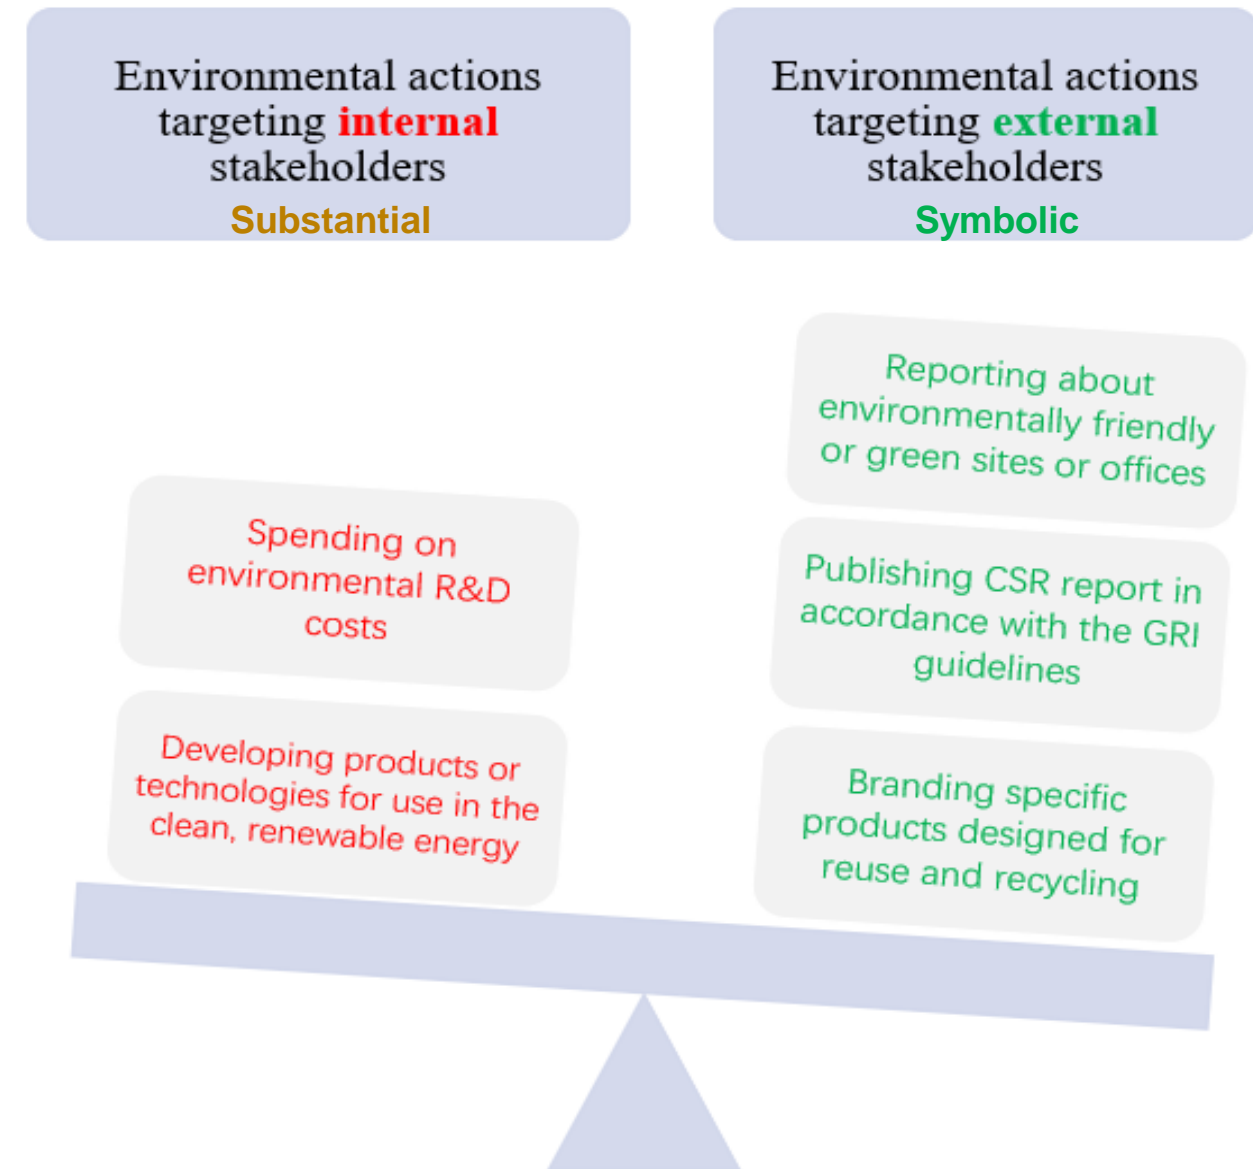 Environmental actions
targeting internal
stakeholders
Substantial
Environmental actions
targeting external
stakeholders
Symbolic
Spending on
environmental R&D
costs
Developing products or
technologies for use in the
clean, renewable energy
Reporting about
environmentally friendly
or green sites or offices
Publishing CSR report in
accordance with the GRI
guidelines
Branding specific
products designed for
reuse and recycling